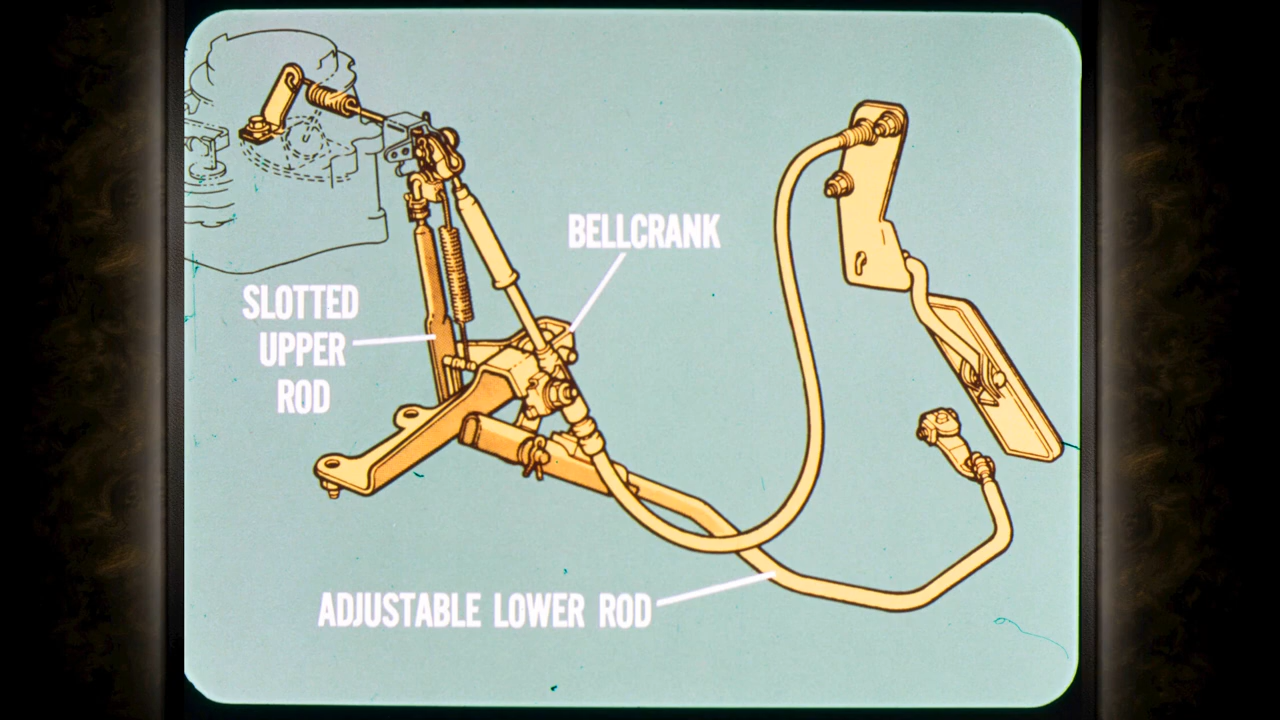 BELLCRANK
SLOTTED
UPPER
ROD
ADJUSTABLE LOWER ROD